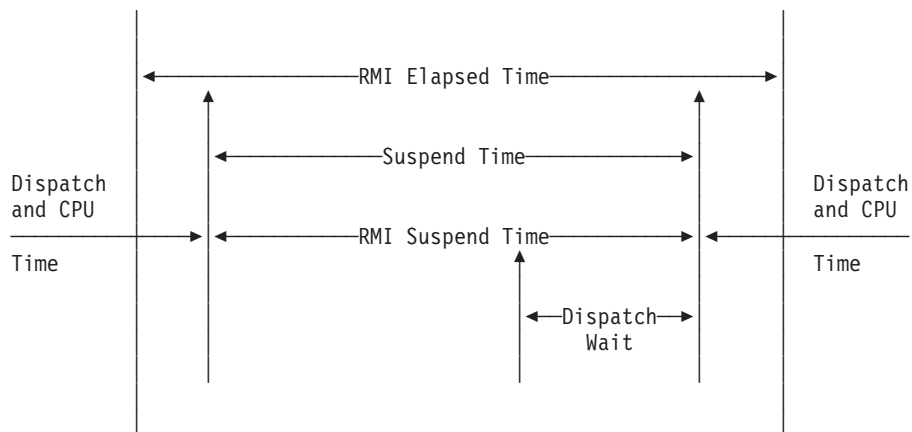 RMI Elapsed Time
Suspend Time
Dispatch
and CPU
Time
RMI Suspend Time
Dispatch
Wait
Dispatch
and CPU
Time